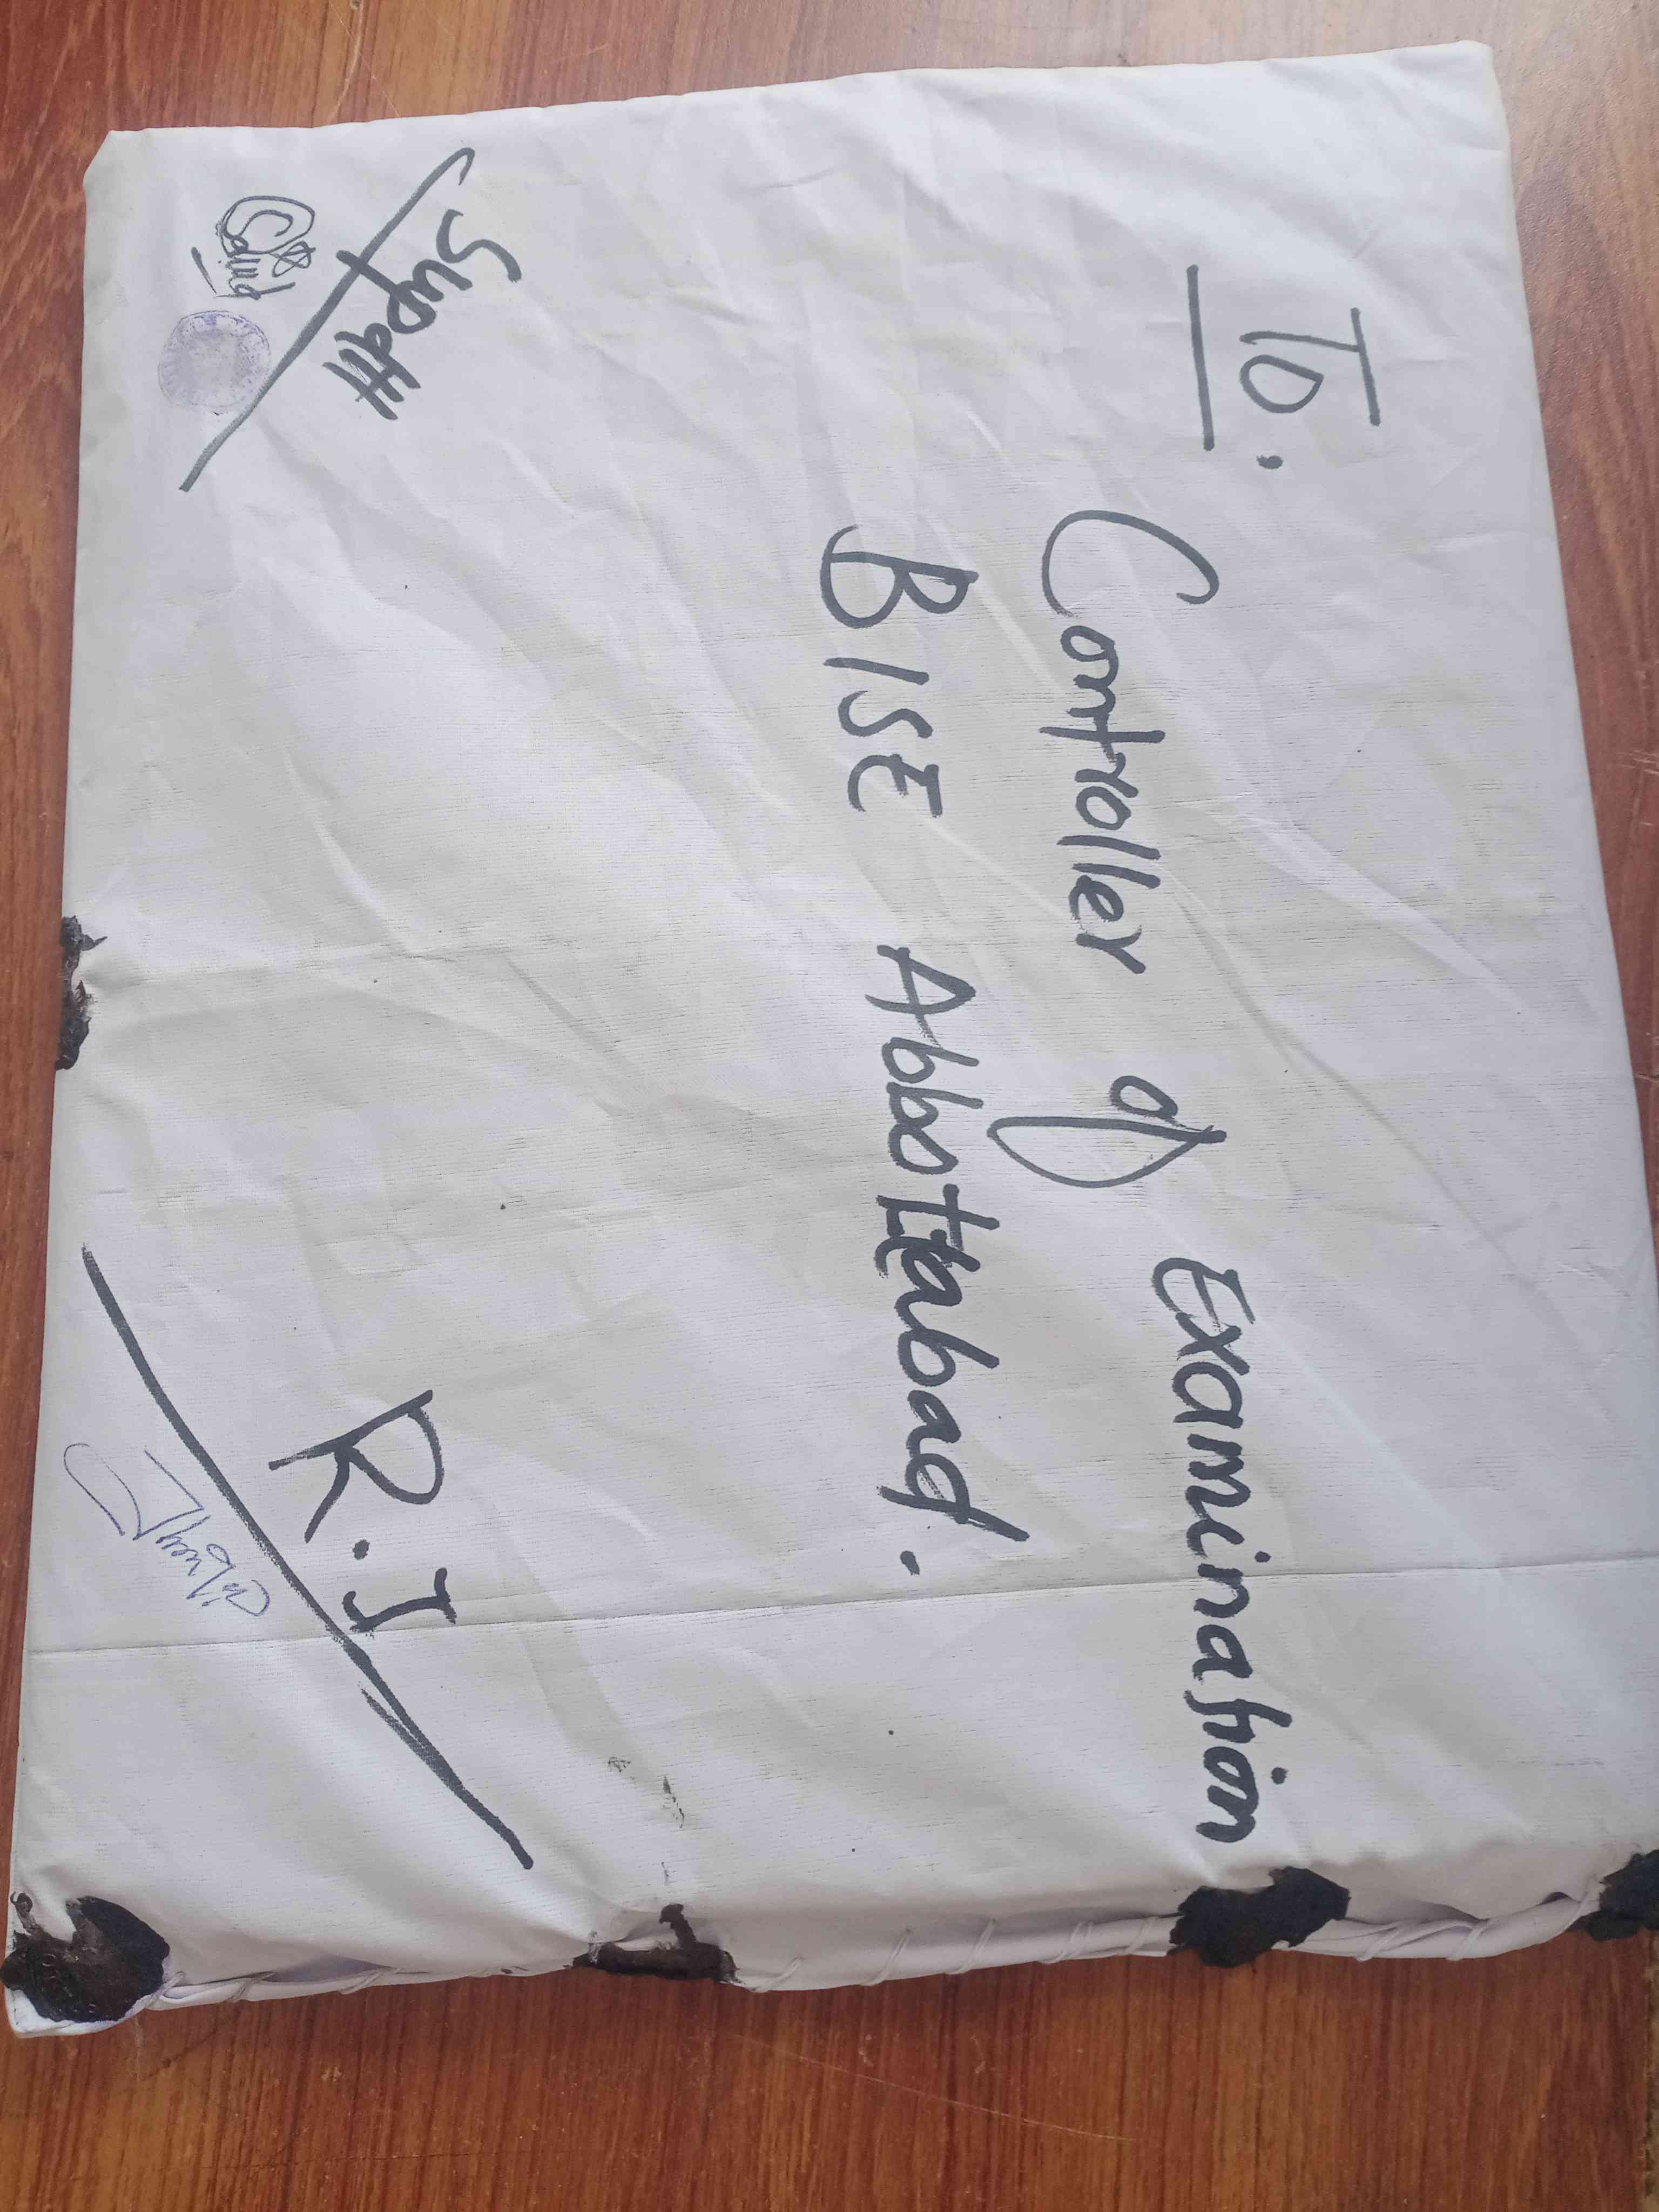 To.
Controller of Examination
BISE Abbottabad.
Supdtt
R.I